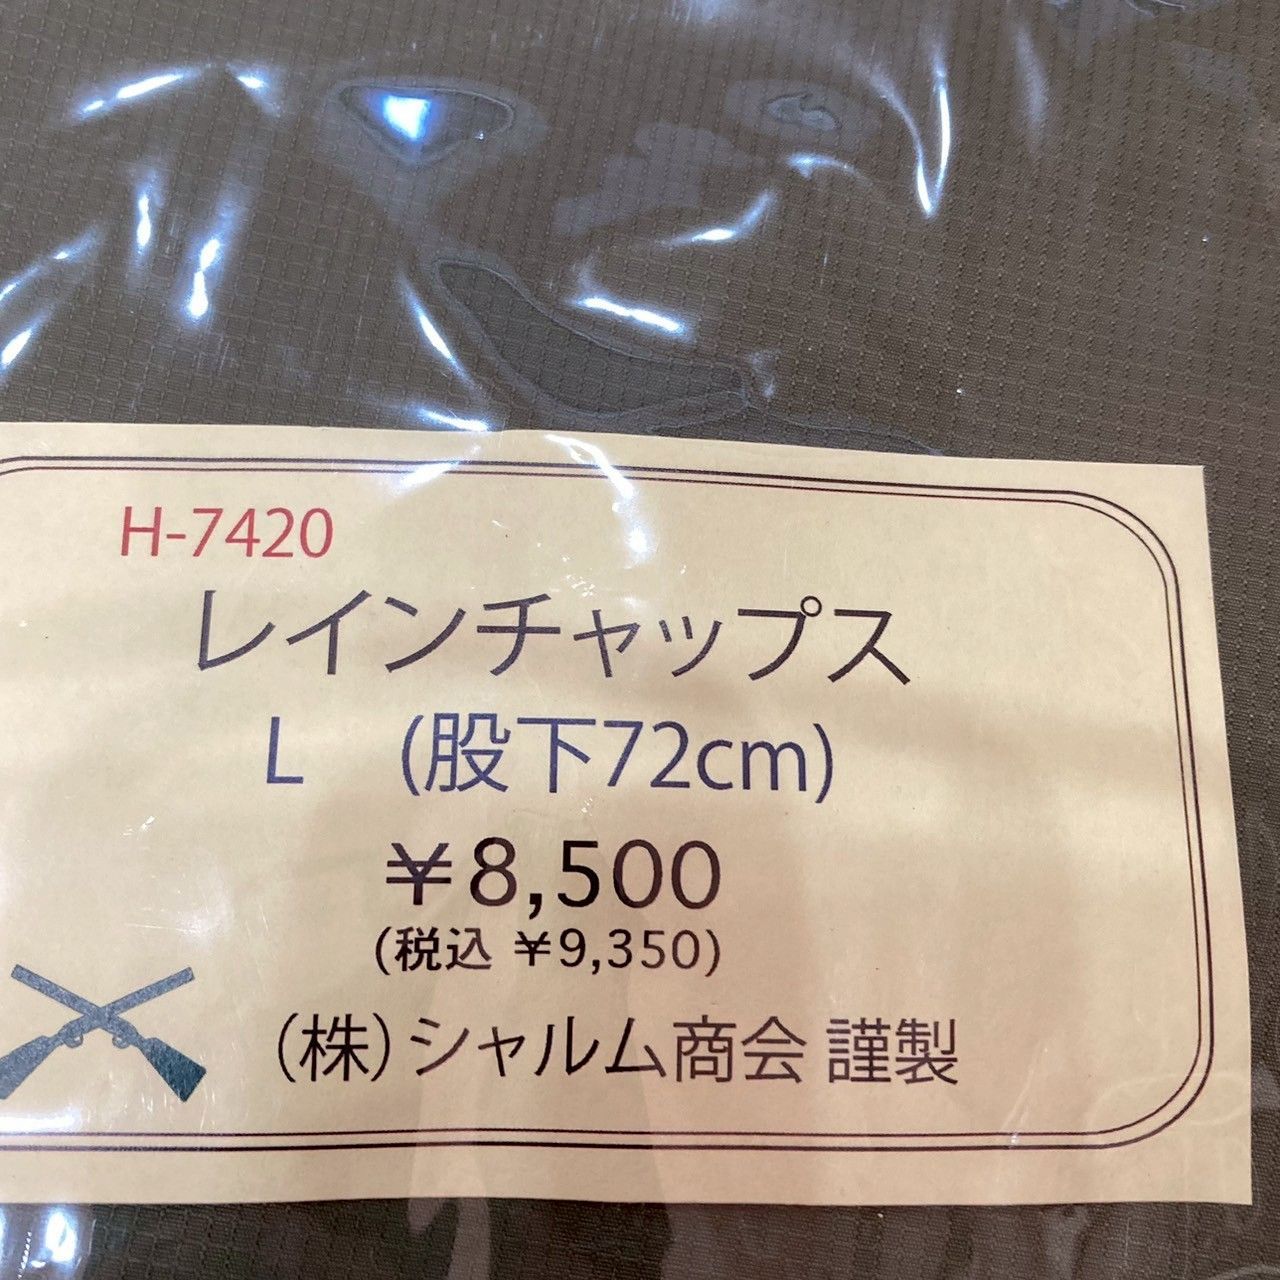 H-7420
レインチャップス
L (股下72cm)
¥8,500
(税込 ¥9,350)
(株)シャルム商会 謹製